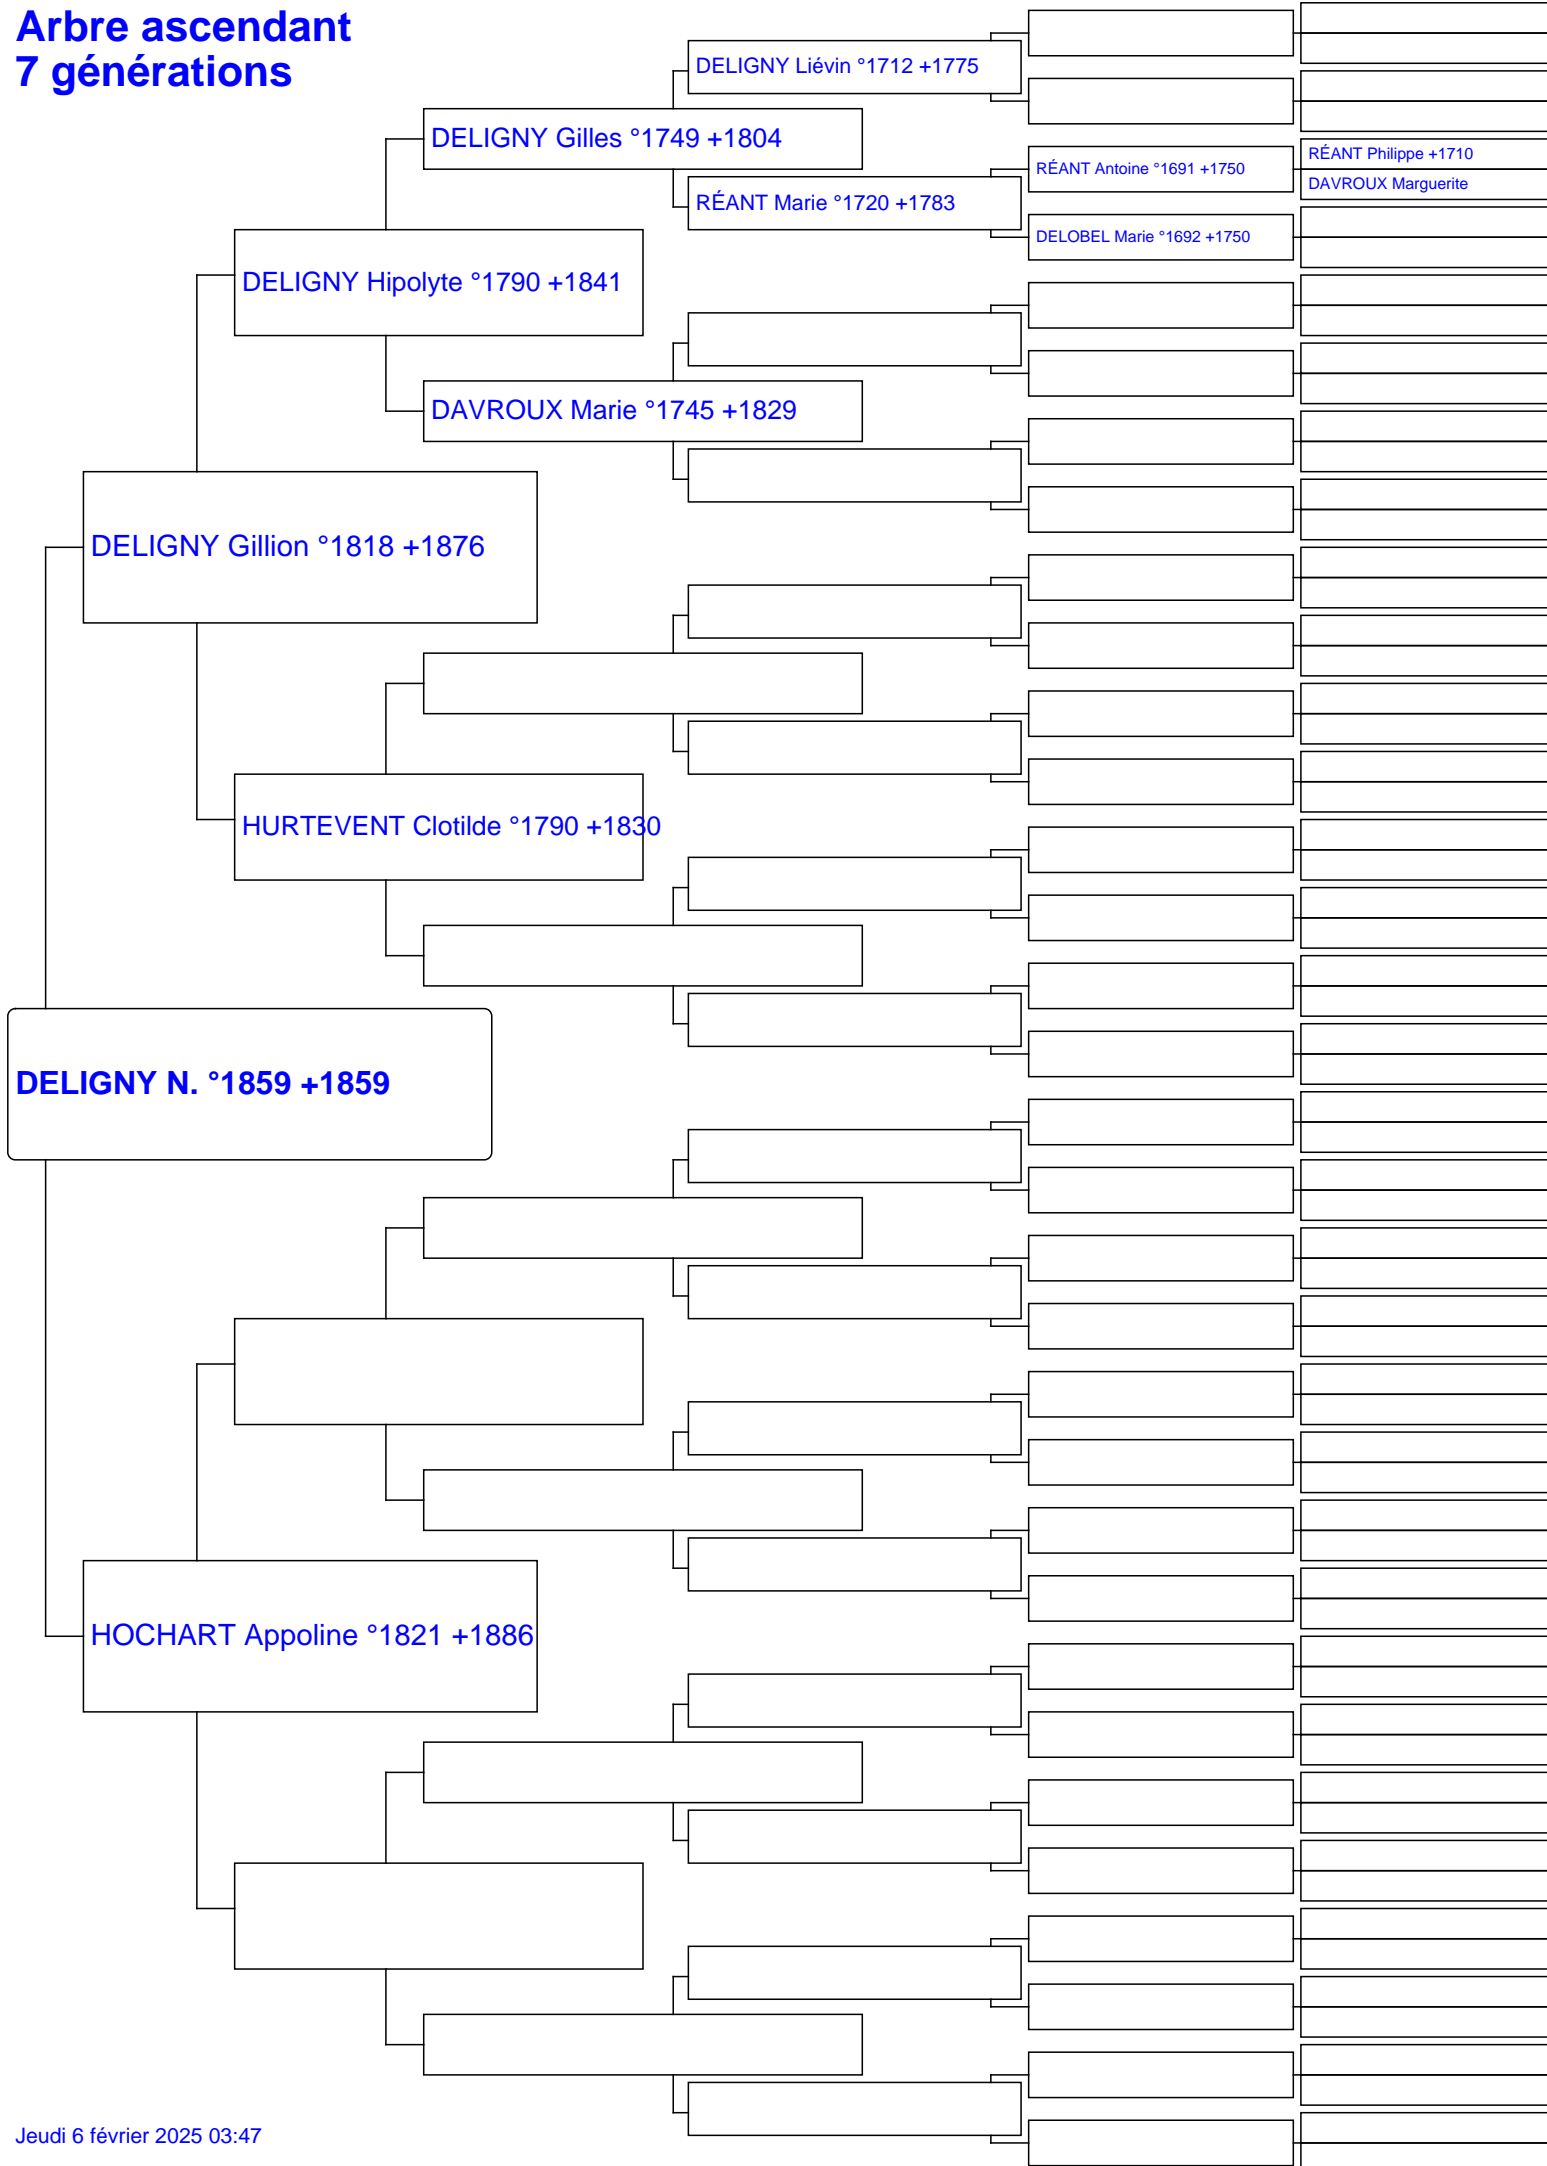 Arbre ascendant
7 générations
DELIGNY Liévin °1712 +1775
DELIGNY Gilles °1749 +1804
RÉANT Philippe +1710
RÉANT Antoine °1691 +1750
DAVROUX Marguerite
RÉANT Marie °1720 +1783
DELOBEL Marie °1692 +1750
DELIGNY Hipolyte °1790 +1841
DAVROUX Marie °1745 +1829
DELIGNY Gillion °1818 +1876
HURTEVENT Clotilde °1790 +1830
DELIGNY N. °1859 +1859
HOCHART Appoline °1821 +1886
Jeudi 6 février 2025 03:47